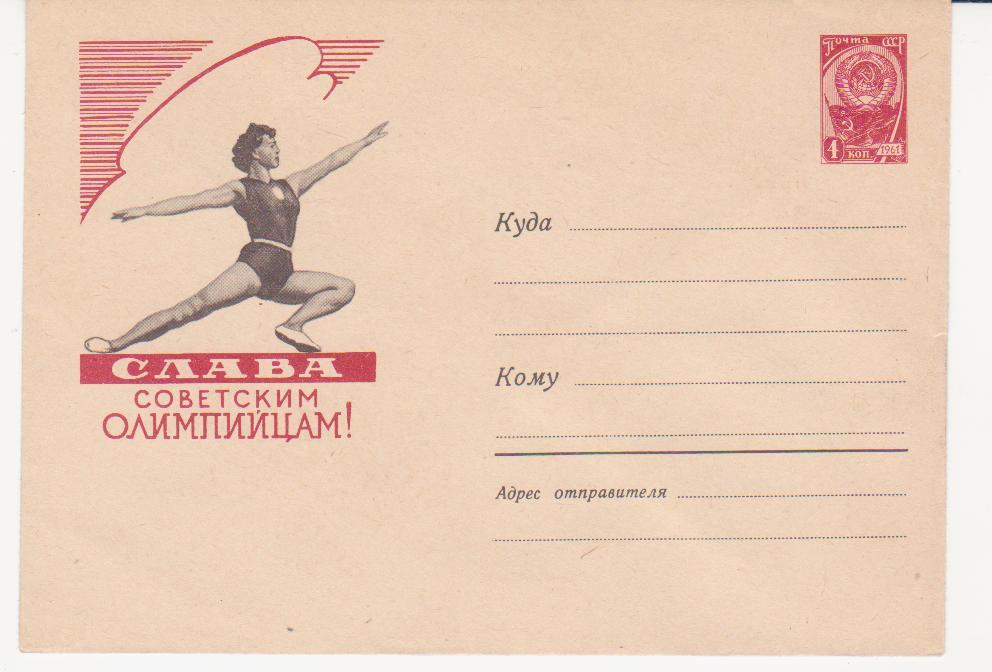 СЛАВА
СОВЕТСКИМ
ОЛИМПИЙЦАМ!
Почта СССР
4 КОП. 1961
Куда
Кому
Адрес отправителя